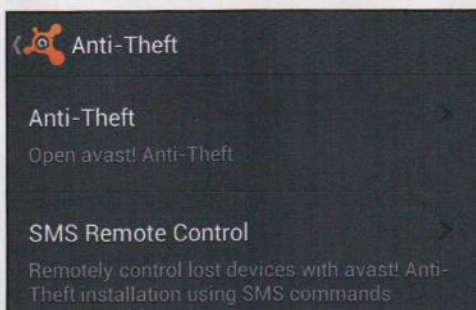 Anti-Theft
Anti-Theft
Open avast! Anti-Theft
SMS Remote Control
Remotely control lost devices with avast! Anti-
Theft installation using SMS commands